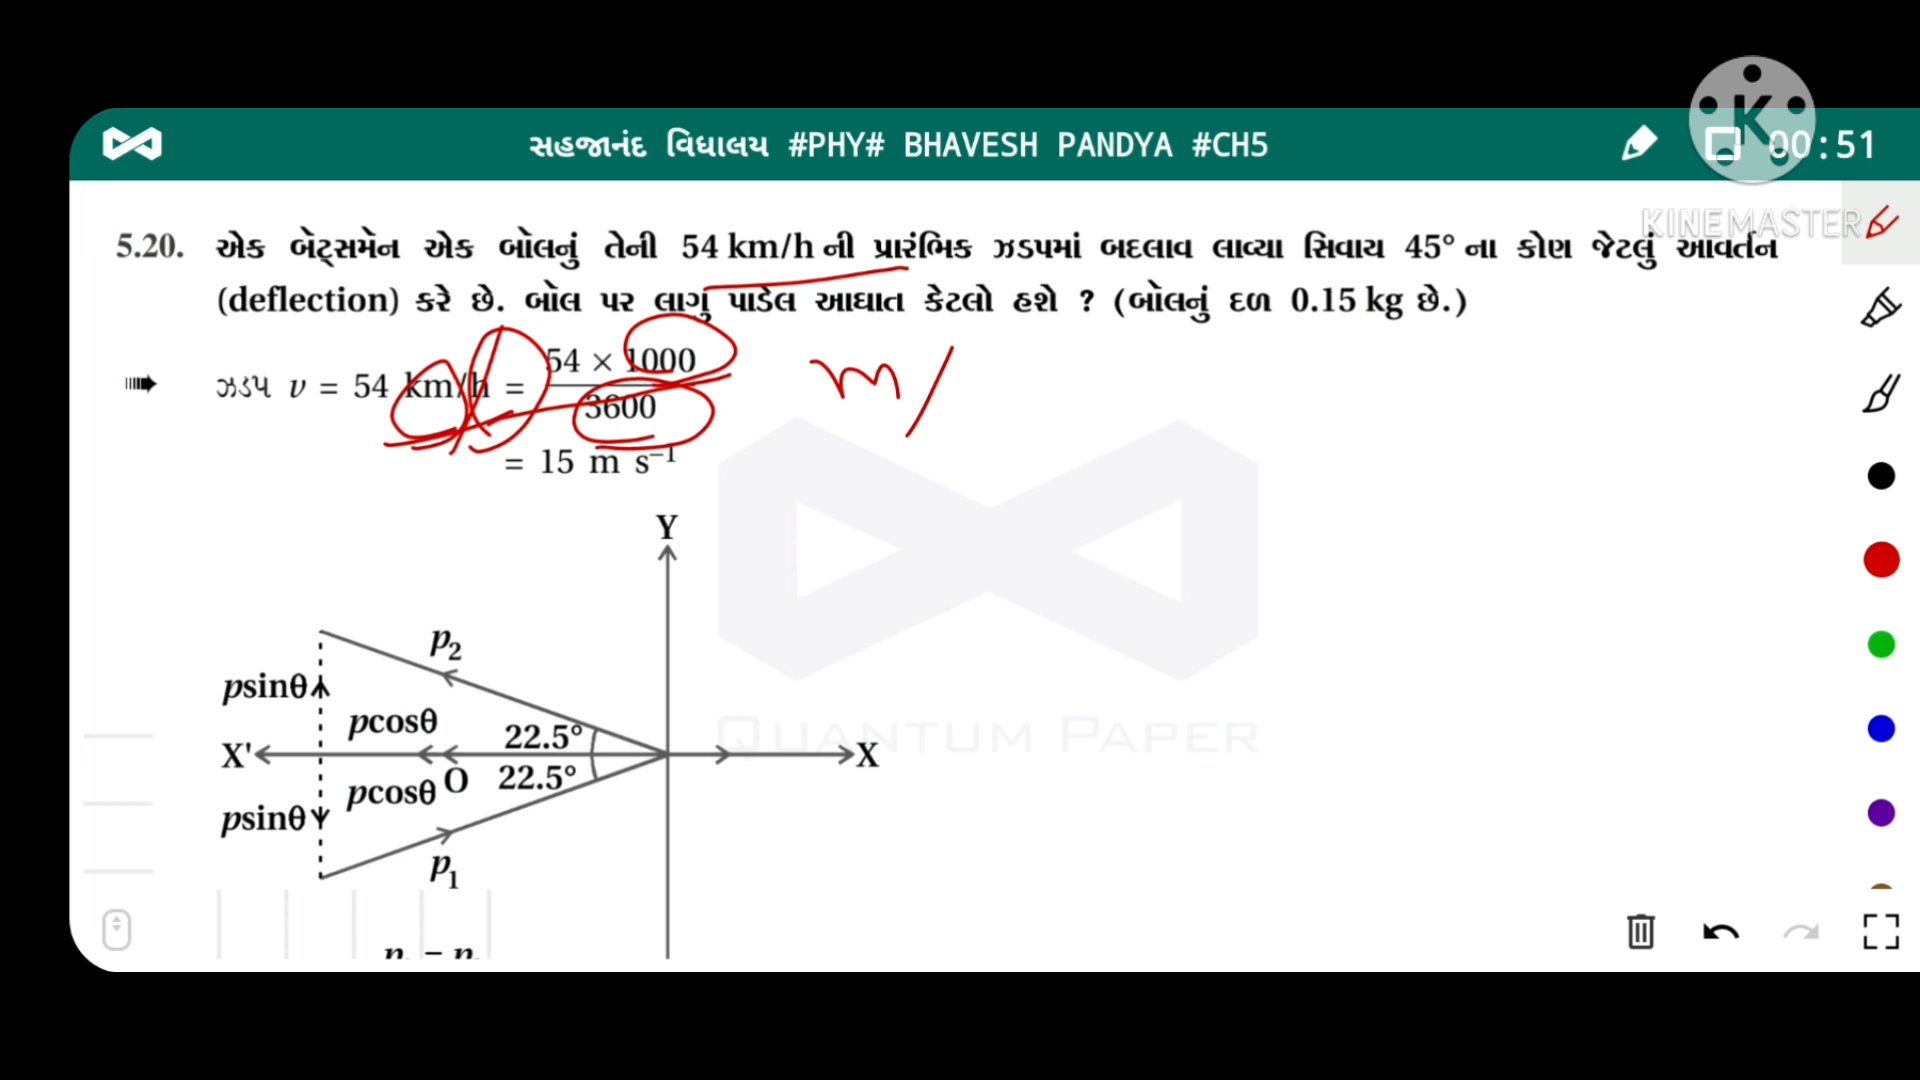 સહજાનંદ વિધાલય #PHY# BHAVESH PANDYA #CH5
00:51
KINEMASTER
5.20. એક બેટ્સમેન એક બોલનું તેની 54 km/h ની પ્રારંભિક ઝડપમાં બદલાવ લાવ્યા સિવાય 45° ના કોણ જેટલું આવર્તન
(deflection) કરે છે. બોલ પર લાગું પાડેલ આઘાત કેટલો હશે ? (બોલનું દળ 0.15 kg છે.)
ઝડપ v = 54 km/h = 54 × 1000 / 3600
m/
= 15 m s⁻¹
Y
p₂
psinθ
pcosθ
22.5°
X' X
pcosθ O 22.5°
psinθ
p₁
QUANTUM PAPER